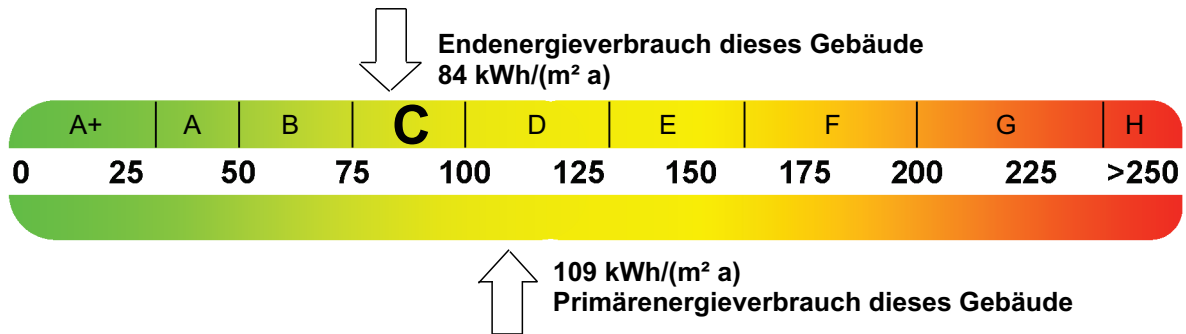 Endenergieverbrauch dieses Gebäude
84 kWh/(m² a)
A+ A B C D E F G H
0 25 50 75 100 125 150 175 200 225 >250
109 kWh/(m² a)
Primärenergieverbrauch dieses Gebäude